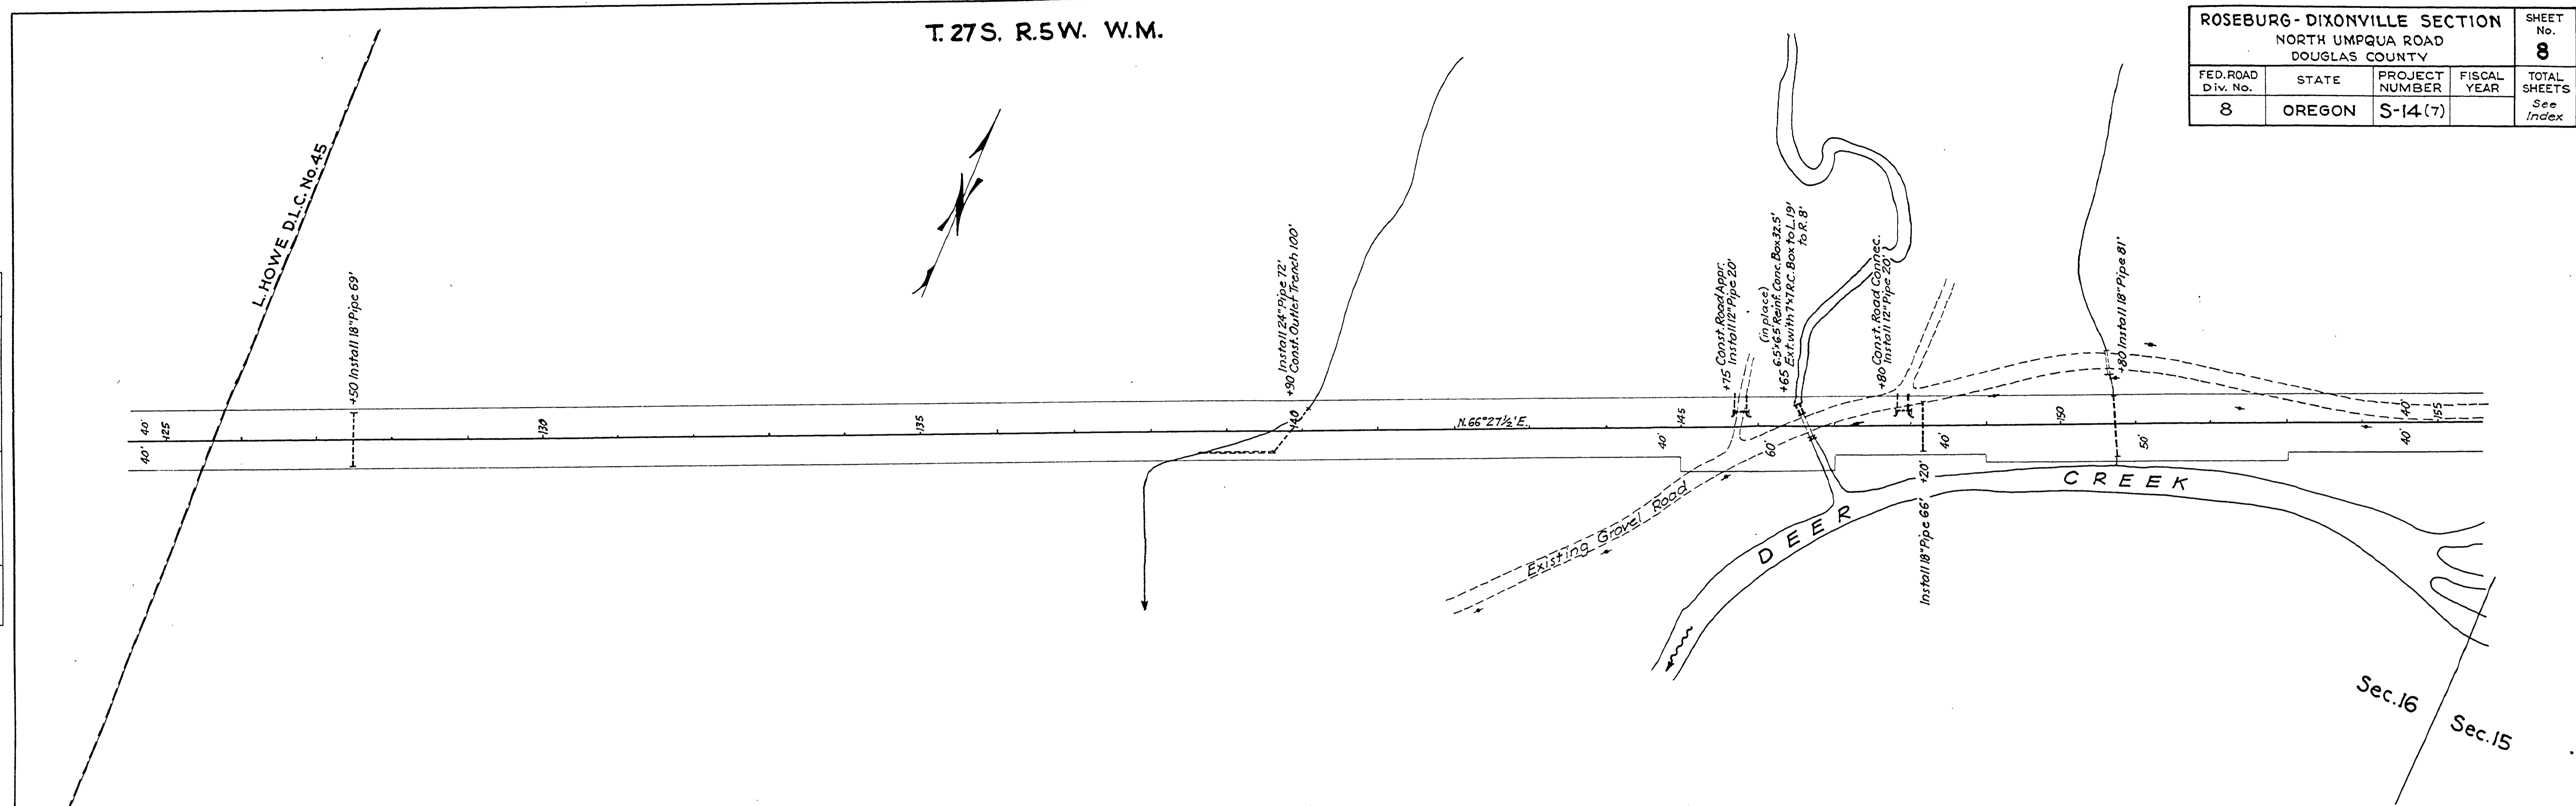 T. 27 S. R. 5 W. W.M.
ROSEBURG-DIXONVILLE SECTION
NORTH UMPQUA ROAD
DOUGLAS COUNTY
SHEET
No.
8
FED. ROAD
Div. No.
STATE
PROJECT
NUMBER
FISCAL
YEAR
TOTAL
SHEETS
8
OREGON
S-14(7)
See
Index
L. HOWE D.L.C. No. 45
+50 Install 18" Pipe 69'
Install 24" Pipe 72'
+90 Const. Outlet Trench 100'
+75 Const. Road Appr.
Install 12" Pipe 20'
(in place)
+65 6.5'x6.5' Reinf. Conc. Box 32.5'
Ext. with 7'x7' R.C. Box to L. 19'
to R. 8'
+80 Const. Road Connec.
Install 12" Pipe 20'
+80 Install 18" Pipe 81'
40'
125
40'
130
135
140
N. 66° 27 1/2' E.
40'
145
60'
40'
150
50'
40'
155
40'
+20'
Install 18" Pipe 66'
Existing Gravel Road
DEER CREEK
Sec. 16
Sec. 15